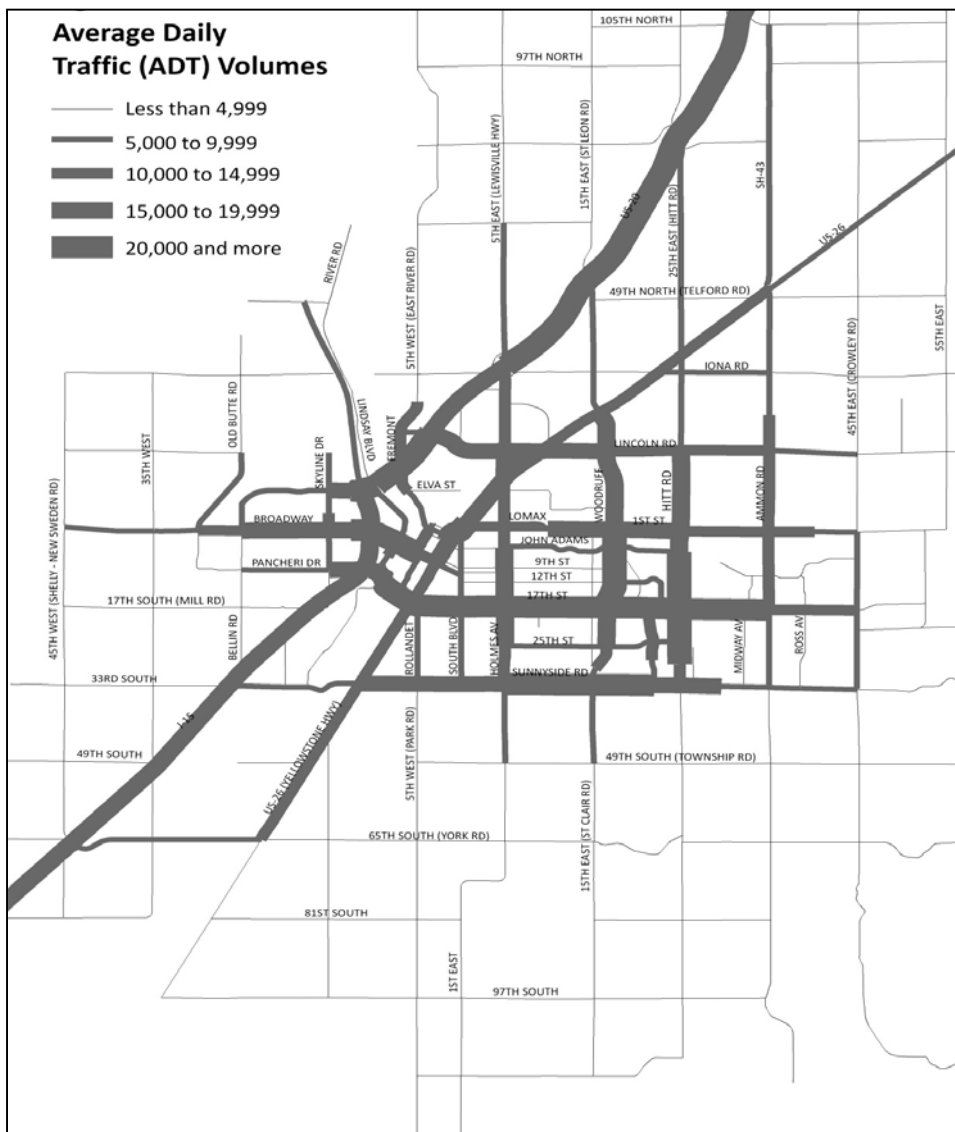 Average Daily
Traffic (ADT) Volumes
Less than 4,999
5,000 to 9,999
10,000 to 14,999
15,000 to 19,999
20,000 and more
105TH NORTH
97TH NORTH
5TH EAST (LEWISVILLE HWY)
15TH EAST (ST LEON RD)
US-20
25TH EAST (HITT RD)
SH-43
US-26
RIVER RD
5TH WEST (EAST RIVER RD)
49TH NORTH (TELFORD RD)
45TH EAST (CROWLEY RD)
55TH EAST
IONA RD
OLD BUTTE RD
LINDSAY BLVD
FREMONT
35TH WEST
SKYLINE DR
LINCOLN RD
ELVA ST
WOODRUFF
HITT RD
AMMON RD
45TH WEST (SHELLY - NEW SWEDEN RD)
BROADWAY
LOMAX
1ST ST
JOHN ADAMS
PANCHERI DR
9TH ST
12TH ST
17TH ST
17TH SOUTH (MILL RD)
BELLIN RD
ROLLANDET
SOUTH BLVD
HOLMES AV
25TH ST
MIDWAY AV
ROSS AV
SUNNYSIDE RD
33RD SOUTH
I-15
49TH SOUTH
US-26 (YELLOWSTONE HWY)
5TH WEST (PARK RD)
49TH SOUTH (TOWNSHIP RD)
65TH SOUTH (YORK RD)
15TH EAST (ST CLAIR RD)
81ST SOUTH
1ST EAST
97TH SOUTH